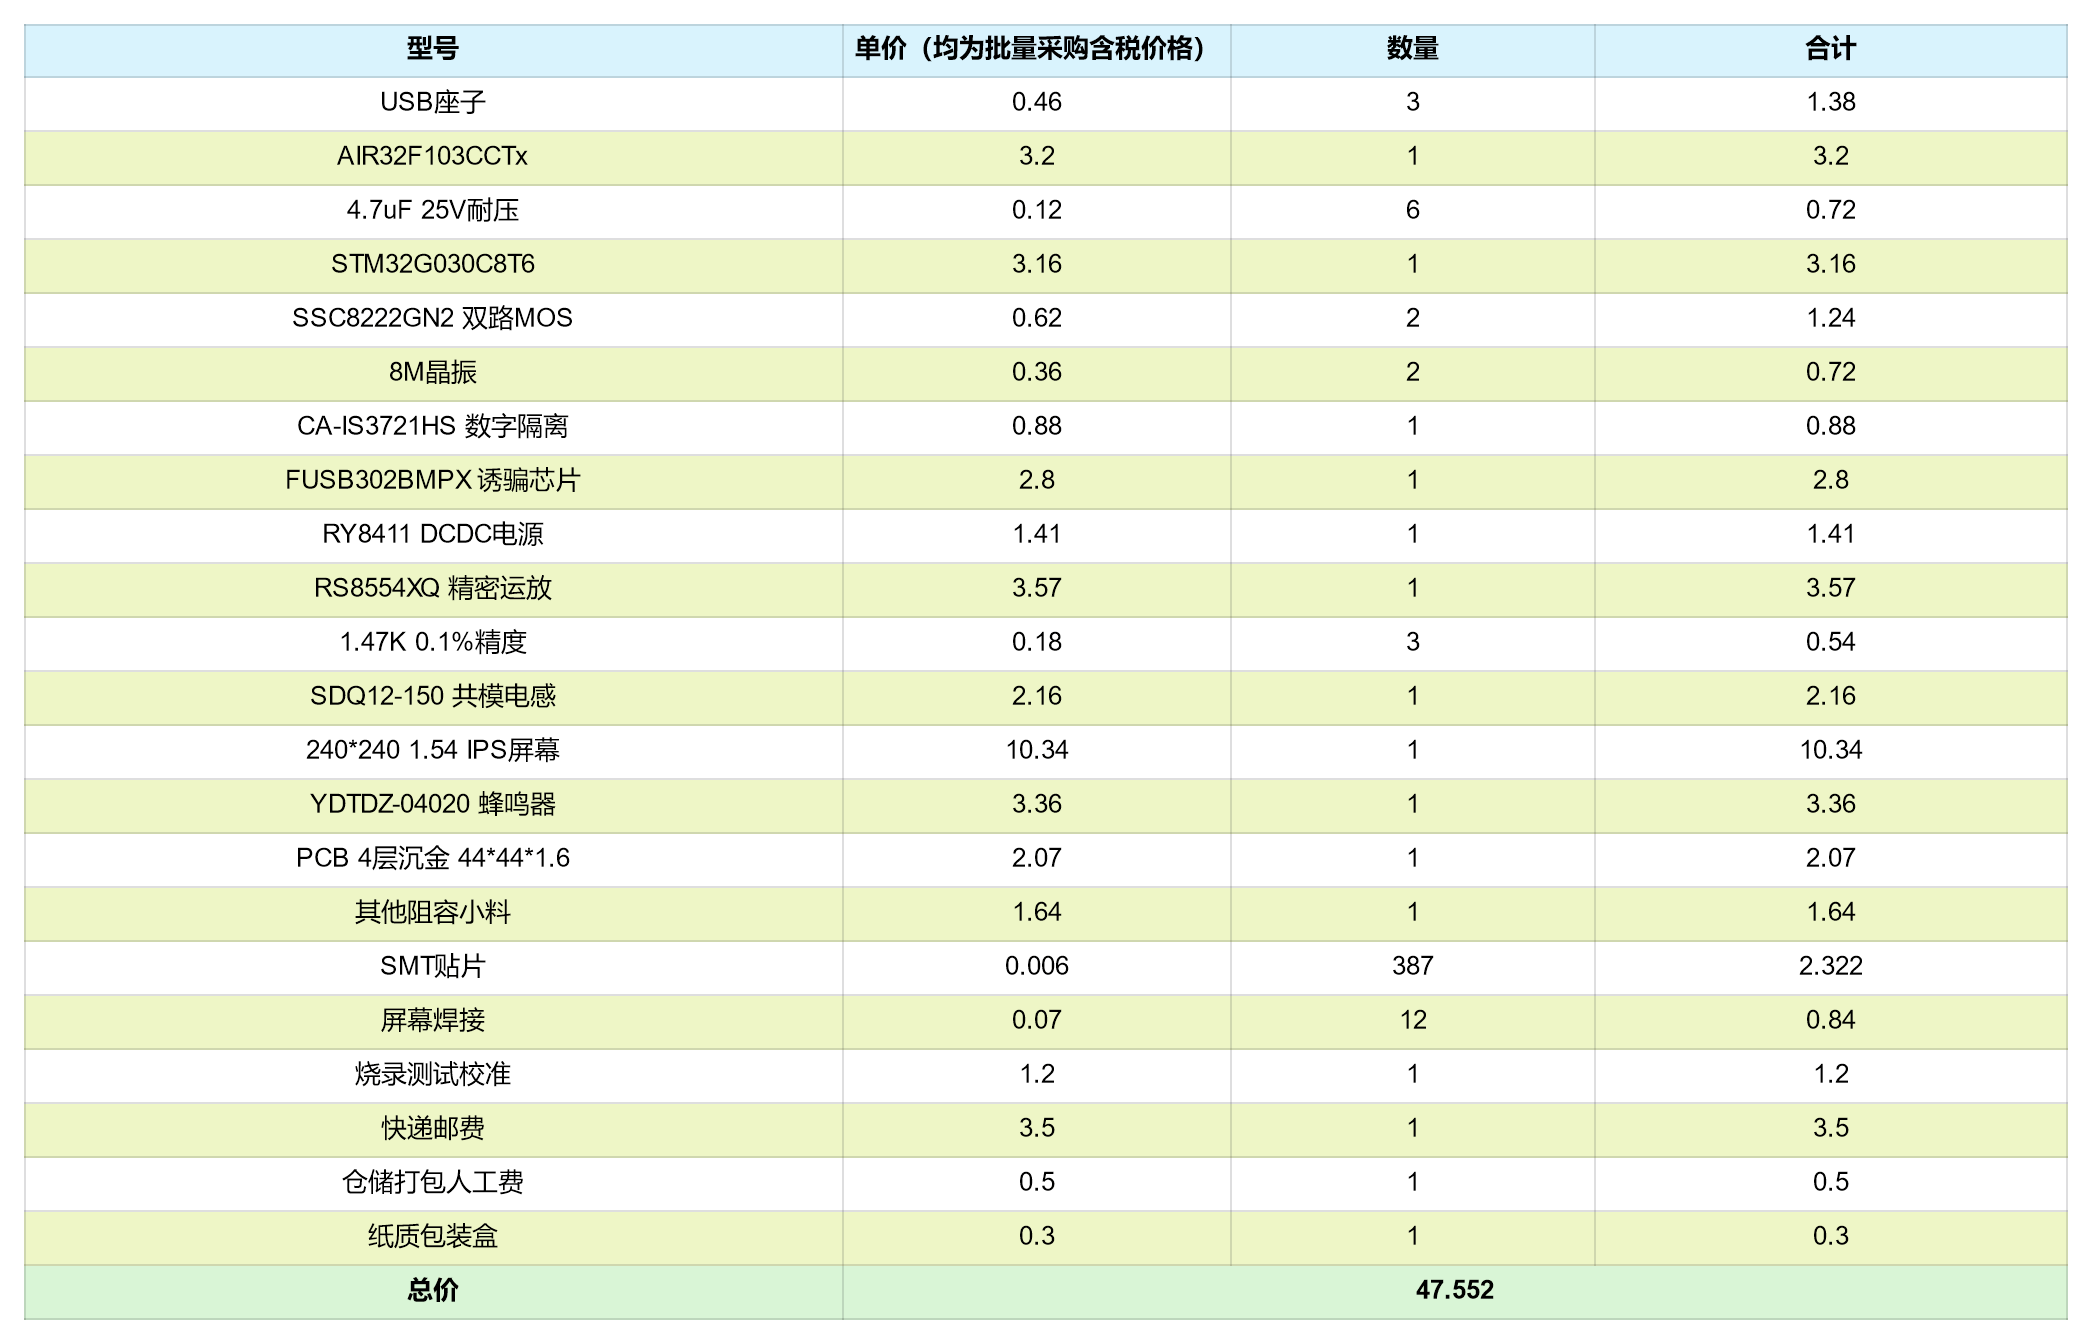 型号 单价（均为批量采购含税价格） 数量 合计
USB座子 0.46 3 1.38
AIR32F103CCTx 3.2 1 3.2
4.7uF 25V耐压 0.12 6 0.72
STM32G030C8T6 3.16 1 3.16
SSC8222GN2 双路MOS 0.62 2 1.24
8M晶振 0.36 2 0.72
CA-IS3721HS 数字隔离 0.88 1 0.88
FUSB302BMPX 诱骗芯片 2.8 1 2.8
RY8411 DCDC电源 1.41 1 1.41
RS8554XQ 精密运放 3.57 1 3.57
1.47K 0.1%精度 0.18 3 0.54
SDQ12-150 共模电感 2.16 1 2.16
240*240 1.54 IPS屏幕 10.34 1 10.34
YDTDZ-04020 蜂鸣器 3.36 1 3.36
PCB 4层沉金 44*44*1.6 2.07 1 2.07
其他阻容小料 1.64 1 1.64
SMT贴片 0.006 387 2.322
屏幕焊接 0.07 12 0.84
烧录测试校准 1.2 1 1.2
快递邮费 3.5 1 3.5
仓储打包人工费 0.5 1 0.5
纸质包装盒 0.3 1 0.3
总价 47.552